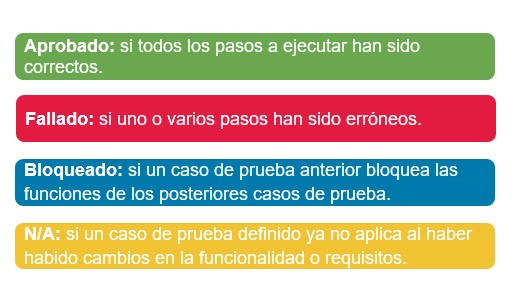 Aprobado: si todos los pasos a ejecutar han sido
correctos.
Fallado: si uno o varios pasos han sido erróneos.
Bloqueado: si un caso de prueba anterior bloquea las
funciones de los posteriores casos de prueba.
N/A: si un caso de prueba definido ya no aplica al haber
habido cambios en la funcionalidad o requisitos.